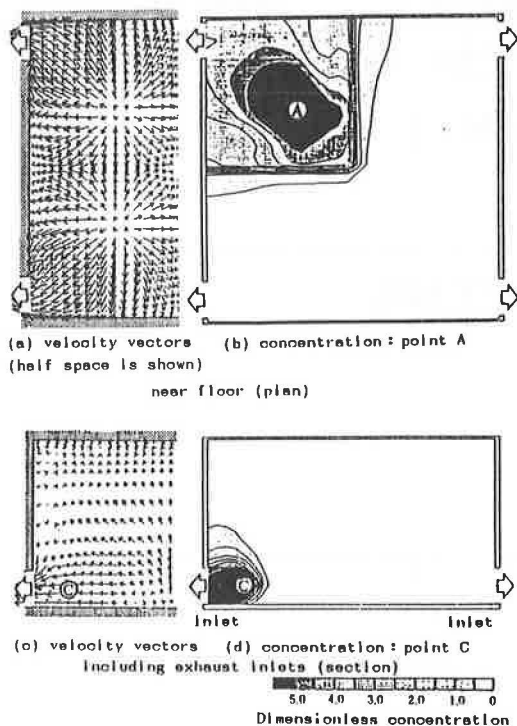 A
(a) velocity vectors
(half space is shown)
(b) concentration : point A
near floor (plan)
C
C
Inlet
Inlet
(c) velocity vectors
(d) concentration : point C
including exhaust inlets (section)
5.0 4.0 3.0 2.0 1.0 0
Dimensionless concentration